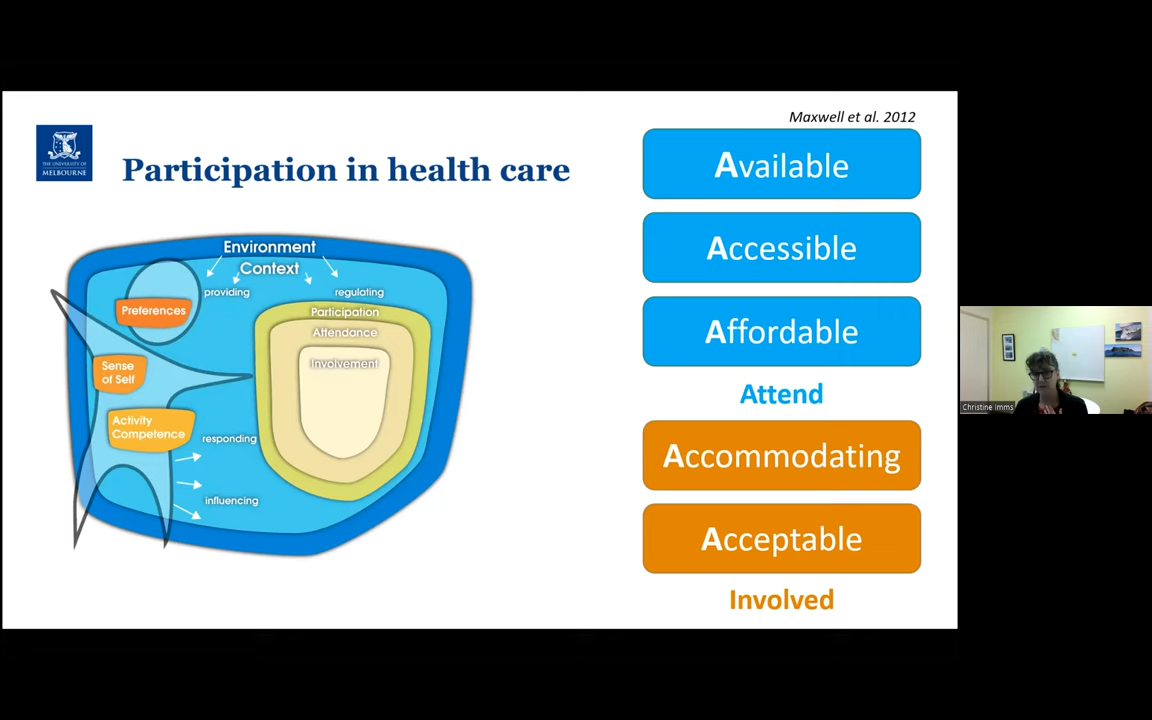 THE UNIVERSITY OF
MELBOURNE
Participation in health care
Environment
Context
providing
regulating
Preferences
Participation
Attendance
Involvement
Sense
of Self
Activity
Competence
responding
influencing
Maxwell et al. 2012
Available
Accessible
Affordable
Attend
Accommodating
Acceptable
Involved
Christine Imms